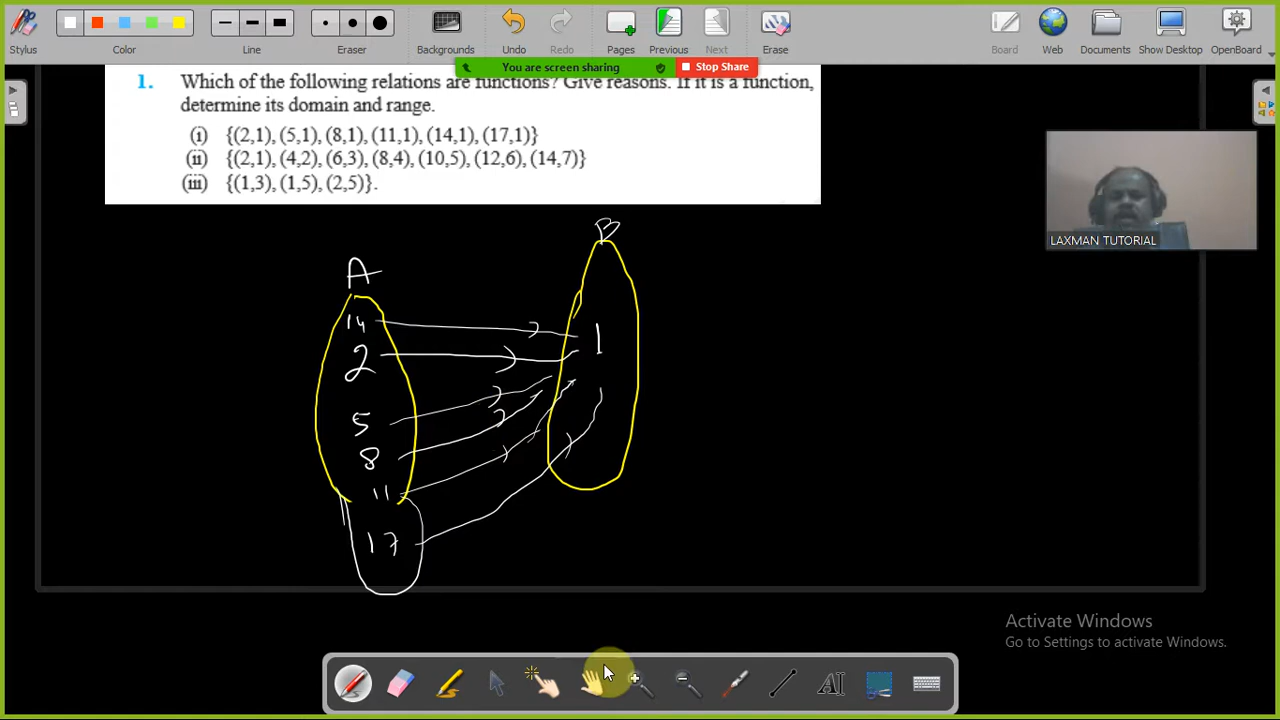 Stylus
Color
Line
Eraser
Backgrounds
Undo
Redo
Pages
Previous
Next
Erase
Board
Web
Documents
Show Desktop
OpenBoard
You are screen sharing
Stop Share
1. Which of the following relations are functions? Give reasons. If it is a function,
determine its domain and range.
(i) {(2,1), (5,1), (8,1), (11,1), (14,1), (17,1)}
(ii) {(2,1), (4,2), (6,3), (8,4), (10,5), (12,6), (14,7)}
(iii) {(1,3), (1,5), (2,5)}.
LAXMAN TUTORIAL
A
B
14
2
5
8
11
17
1
Activate Windows
Go to Settings to activate Windows.
AI